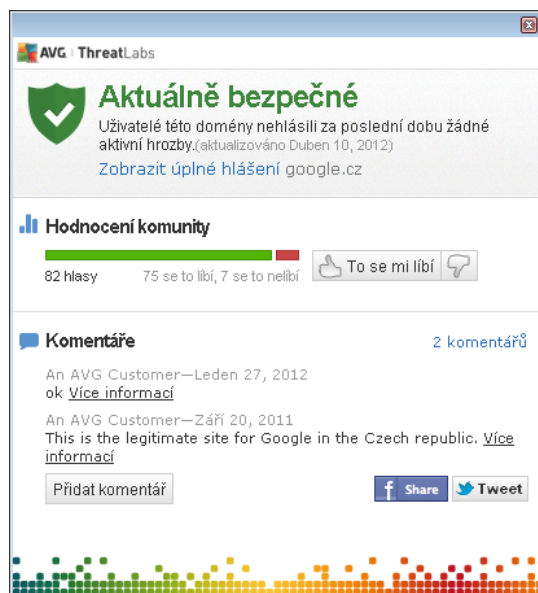 AVG ThreatLabs
Aktuálně bezpečné
Uživatelé této domény nehlásili za poslední dobu žádné
aktivní hrozby.(aktualizováno Duben 10, 2012)
Zobrazit úplné hlášení google.cz
Hodnocení komunity
82 hlasy 75 se to líbí, 7 se to nelíbí
To se mi líbí
Komentáře 2 komentářů
An AVG Customer—Leden 27, 2012
ok Více informací
An AVG Customer—Září 20, 2011
This is the legitimate site for Google in the Czech republic. Více
informací
Přidat komentář
f Share Tweet